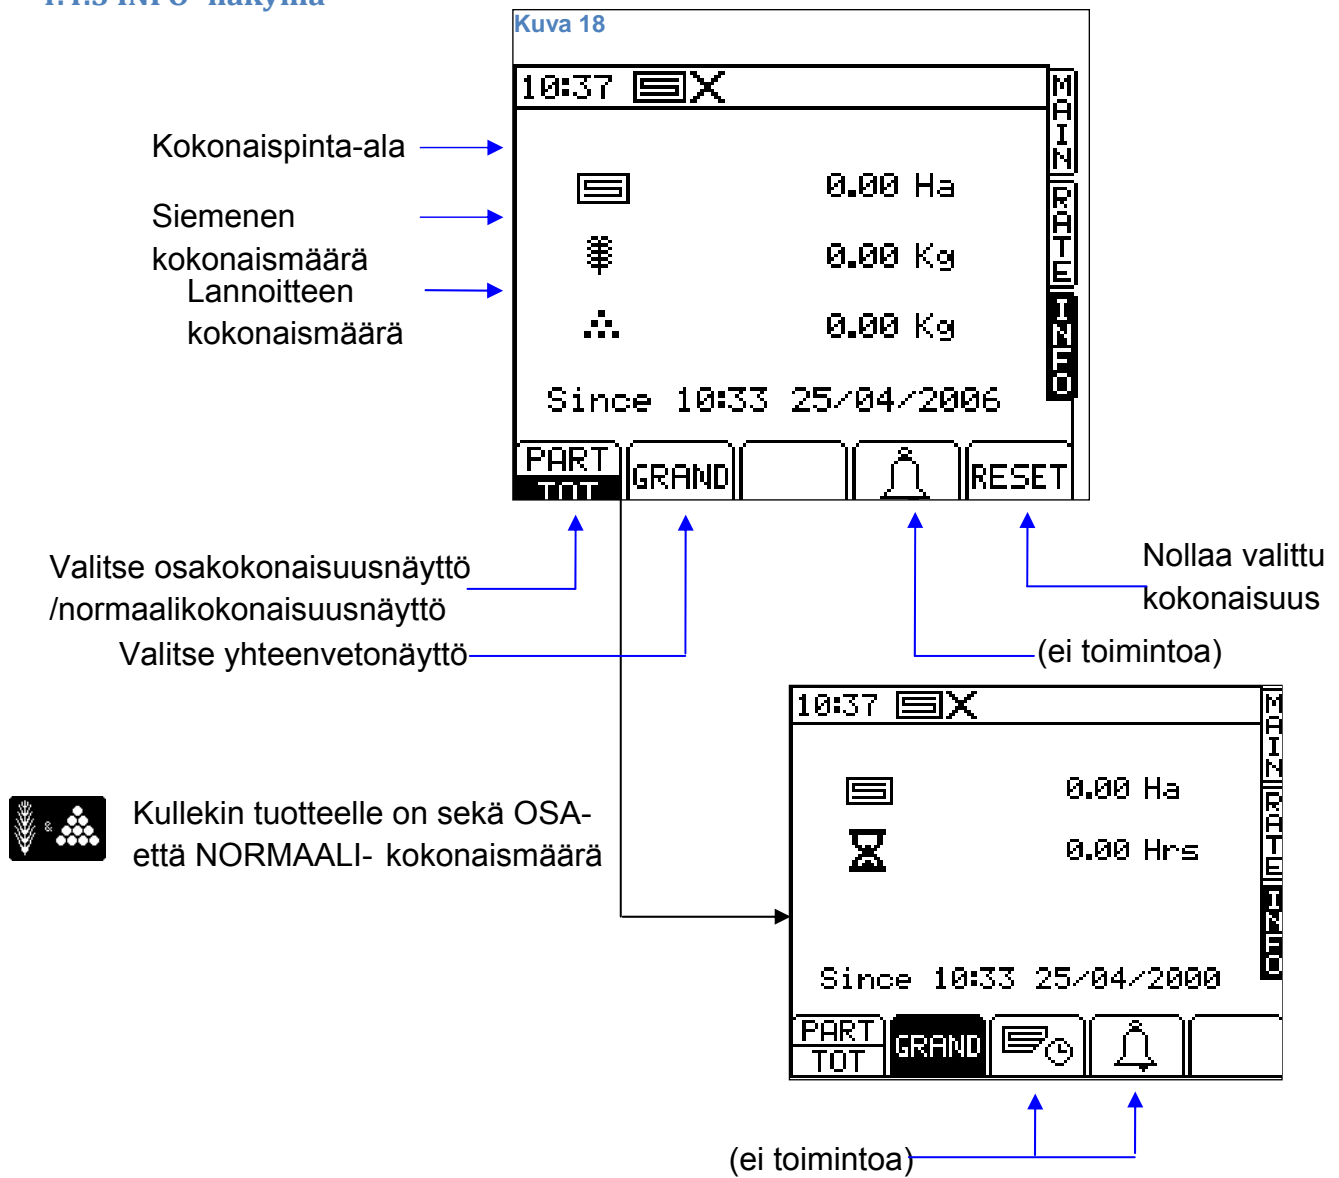 Kuva 18
10:37
MAIN
RATE
INFO
Kokonaispinta-ala
0.00 Ha
Siemenen
kokonaismäärä
0.00 Kg
Lannoitteen
kokonaismäärä
0.00 Kg
Since 10:33 25/04/2006
PART
TOT
GRAND
RESET
Valitse osakokonaisuusnäyttö
/normaalikokonaisuusnäyttö
Nollaa valittu
kokonaisuus
Valitse yhteenvetonäyttö
(ei toimintoa)
10:37
MAIN
RATE
INFO
0.00 Ha
0.00 Hrs
&
Kullekin tuotteelle on sekä OSA-
että NORMAALI- kokonaismäärä
Since 10:33 25/04/2000
PART
TOT
GRAND
(ei toimintoa)